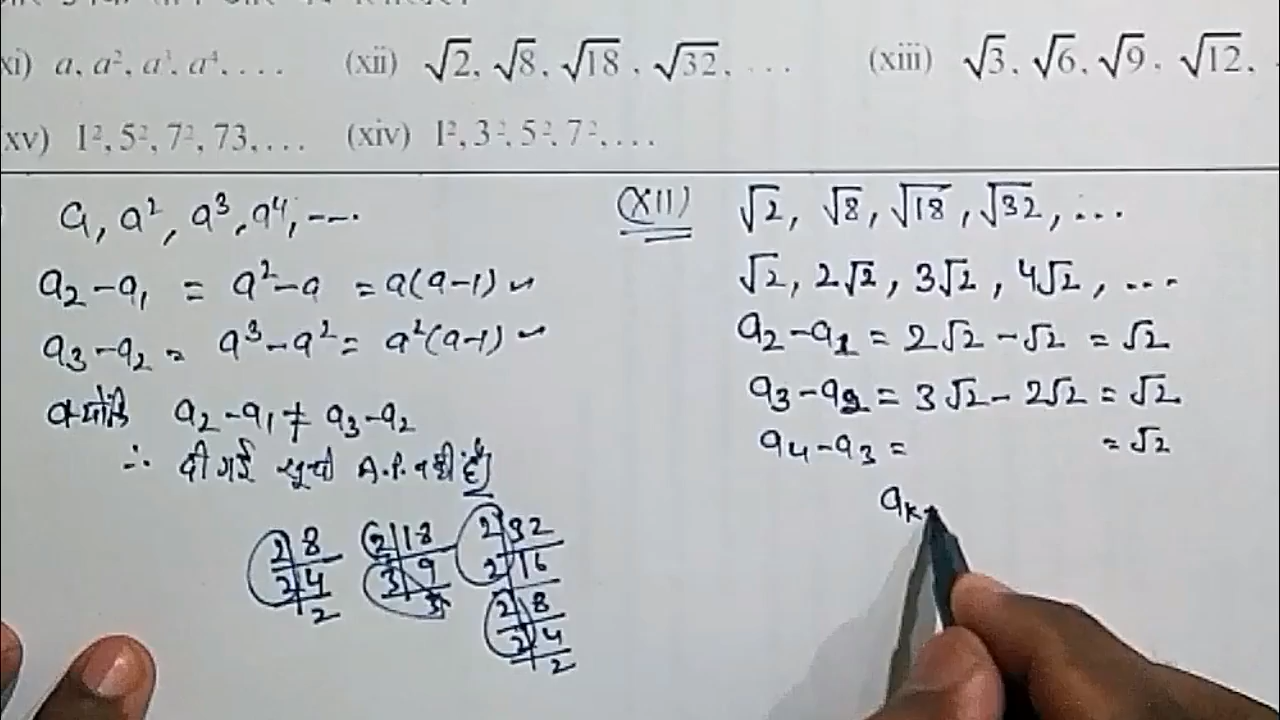 xi) a, a², a³, a⁴, . . . .
(xii) √2, √8, √18, √32, . . .
(xiii) √3, √6, √9, √12,
xv) 1², 5², 7², 73, . . .
(xiv) 1², 3², 5², 7², . . .
a, a², a³, a⁴, ----
a₂-a₁ = a²-a = a(a-1) ✓
a₃-a₂ = a³-a² = a²(a-1) ✓
क्योंकि a₂-a₁ ≠ a₃-a₂
∴ दी गई सूची A.P. नहीं है|
2 8
2 4
2
2 18
3 9
3
2 32
2 16
2 8
2 4
2
(XII) √2, √8, √18, √32, ...
√2, 2√2, 3√2, 4√2, ...
a₂-a₁ = 2√2 - √2 = √2
a₃-a₂ = 3√2 - 2√2 = √2
a₄-a₃ = = √2
aₖ